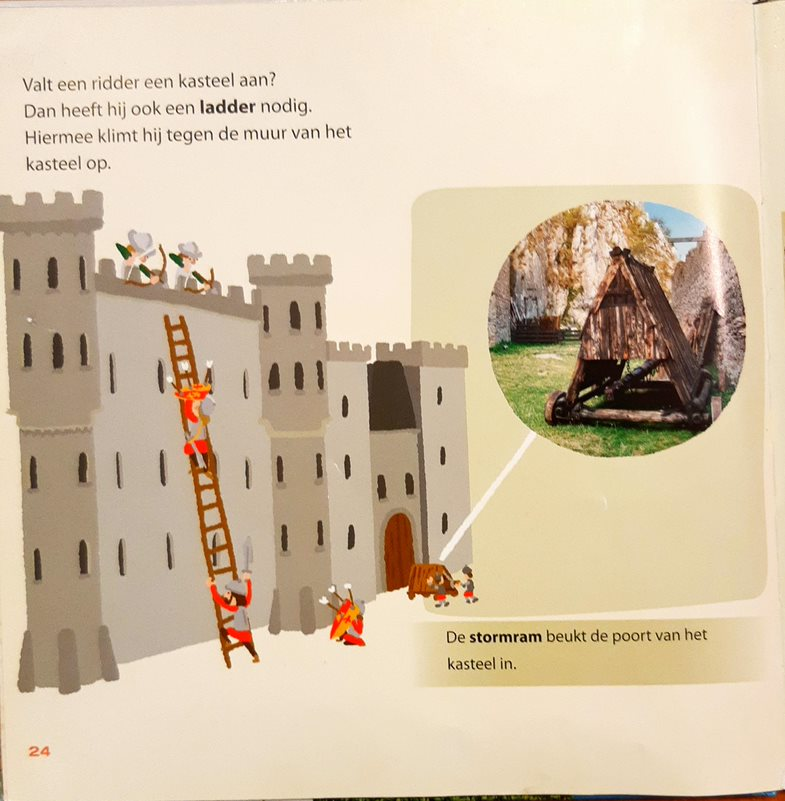 Valt een ridder een kasteel aan?
Dan heeft hij ook een ladder nodig.
Hiermee klimt hij tegen de muur van het
kasteel op.
De stormram beukt de poort van het
kasteel in.
24